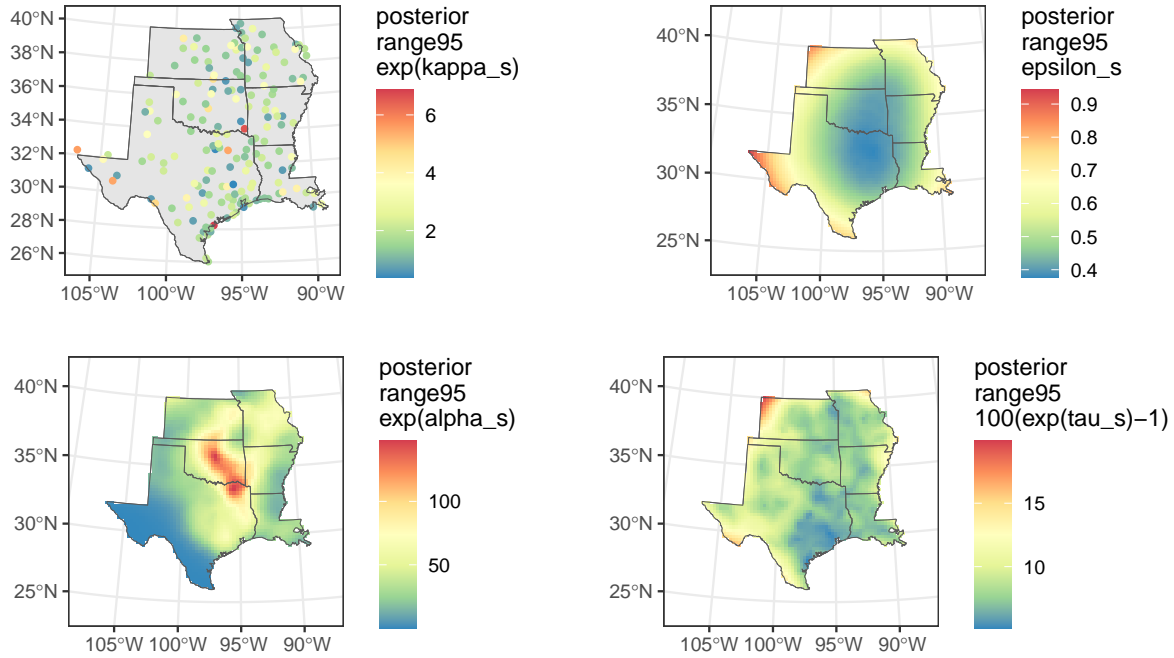 posterior
range95
exp(kappa_s)
40°N
38°N
36°N
34°N
32°N
30°N
28°N
26°N
6
4
2
105°W 100°W 95°W 90°W
posterior
range95
epsilon_s
40°N
35°N
30°N
25°N
0.9
0.8
0.7
0.6
0.5
0.4
105°W 100°W 95°W 90°W
posterior
range95
exp(alpha_s)
40°N
35°N
30°N
25°N
100
50
105°W 100°W 95°W 90°W
posterior
range95
100(exp(tau_s)−1)
40°N
35°N
30°N
25°N
15
10
105°W 100°W 95°W 90°W